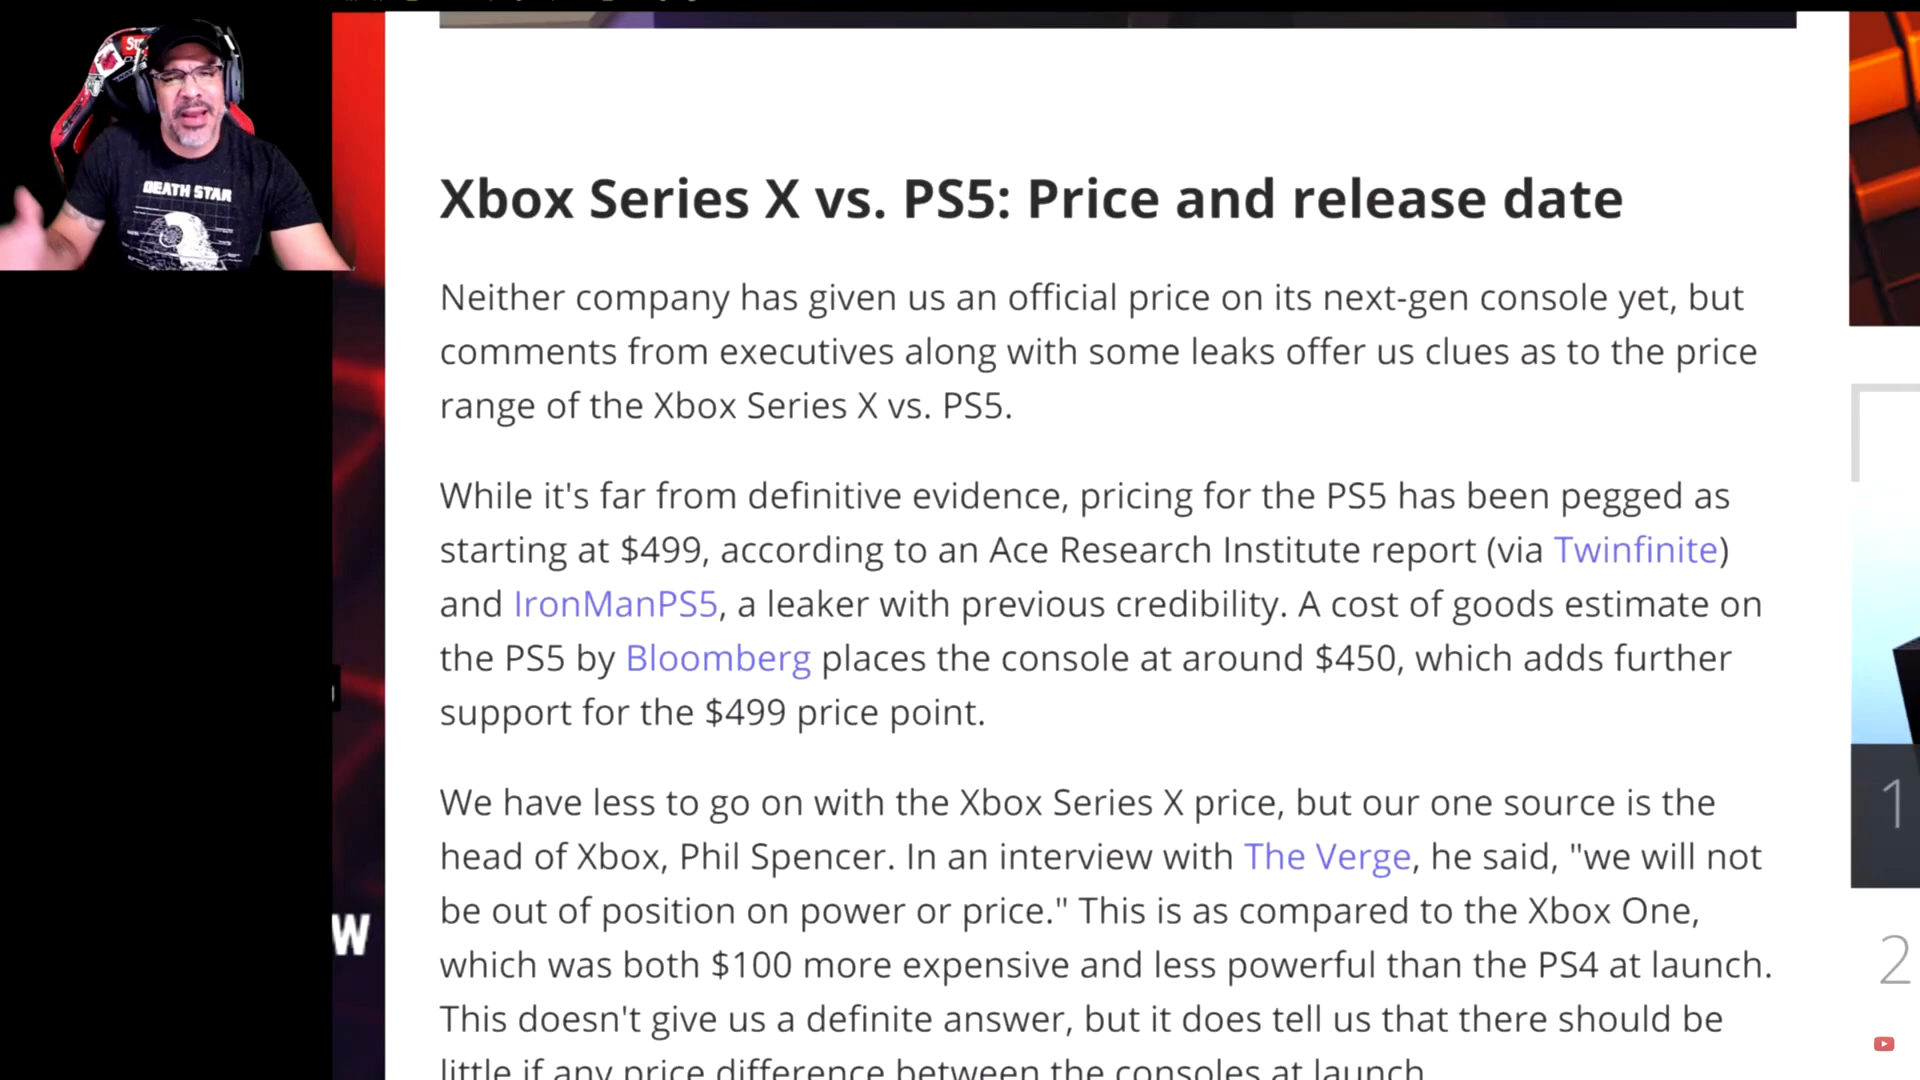 DEATH STAR
Xbox Series X vs. PS5: Price and release date
Neither company has given us an official price on its next-gen console yet, but
comments from executives along with some leaks offer us clues as to the price
range of the Xbox Series X vs. PS5.
While it's far from definitive evidence, pricing for the PS5 has been pegged as
starting at $499, according to an Ace Research Institute report (via Twinfinite)
and IronManPS5, a leaker with previous credibility. A cost of goods estimate on
the PS5 by Bloomberg places the console at around $450, which adds further
support for the $499 price point.
We have less to go on with the Xbox Series X price, but our one source is the
head of Xbox, Phil Spencer. In an interview with The Verge, he said, "we will not
be out of position on power or price." This is as compared to the Xbox One,
which was both $100 more expensive and less powerful than the PS4 at launch.
This doesn't give us a definite answer, but it does tell us that there should be
little if any price difference between the consoles at launch
W
1
2